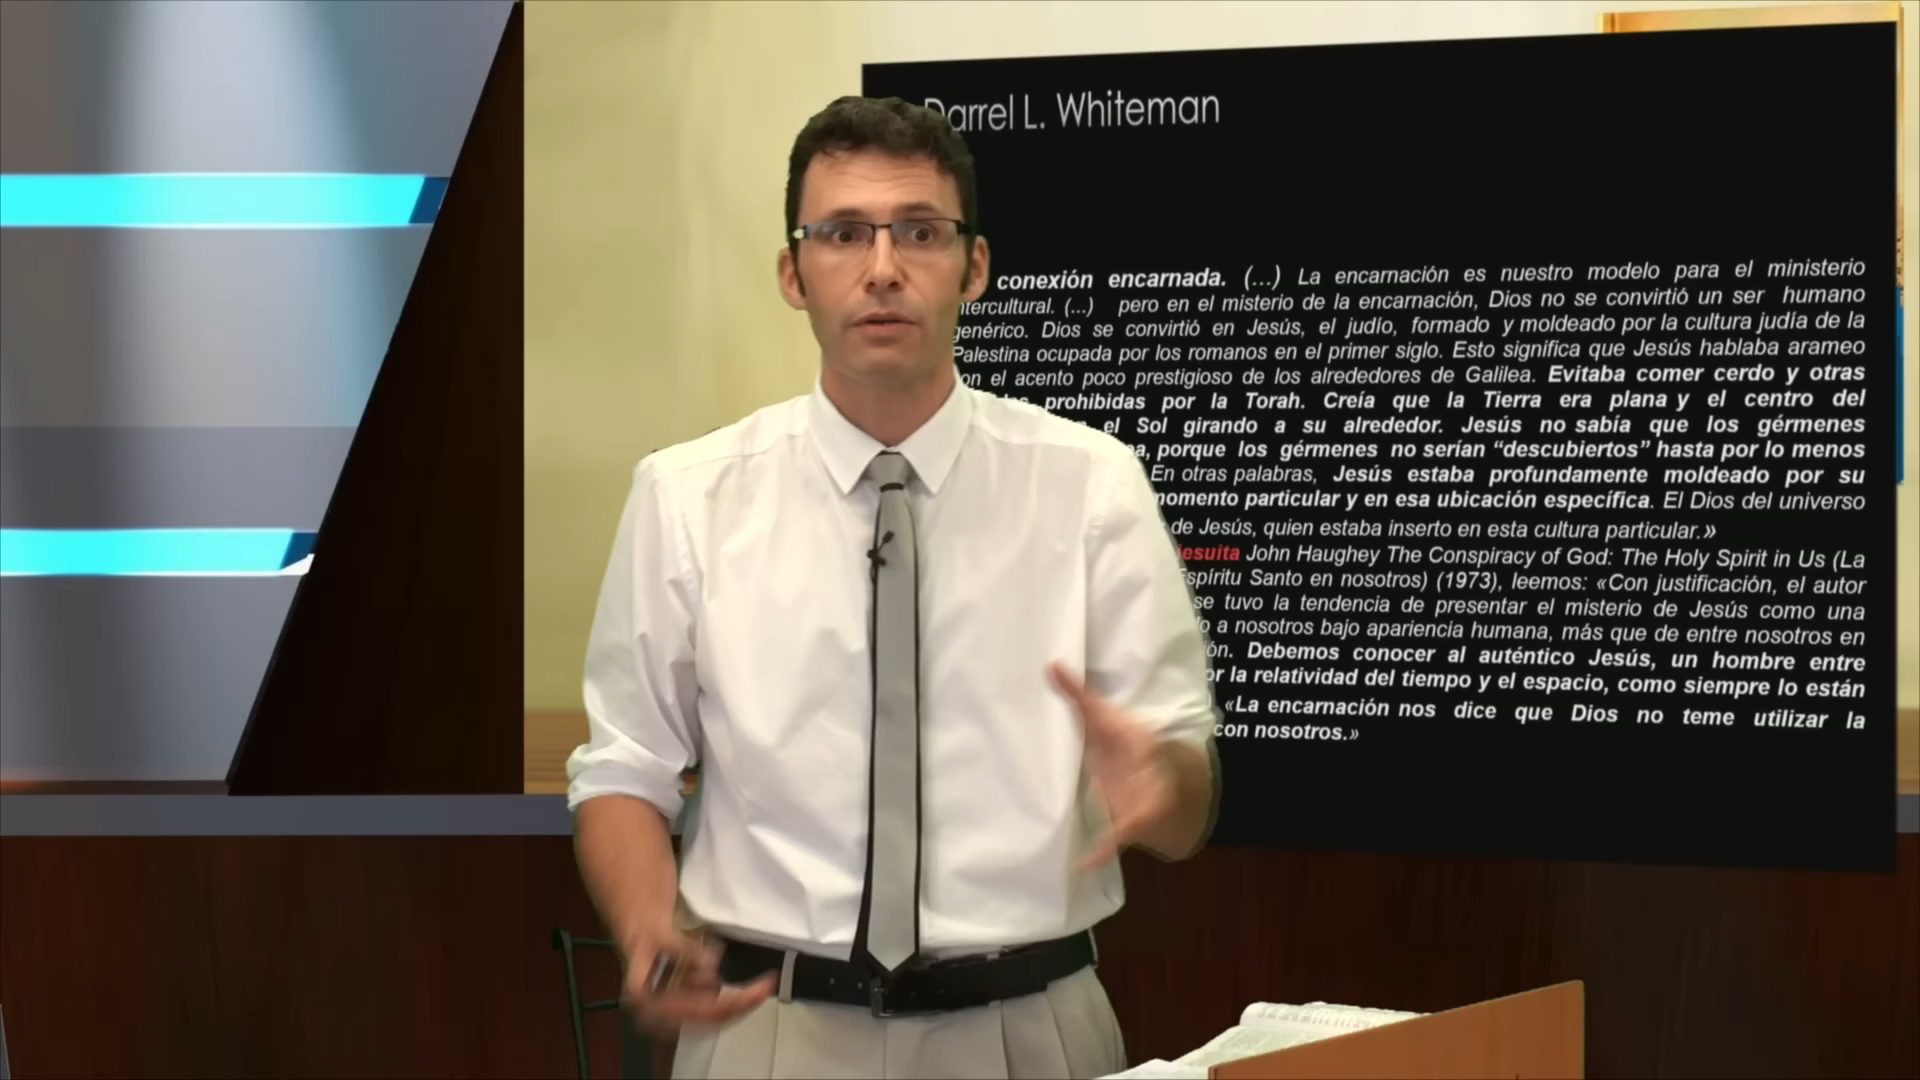 Darrel L. Whiteman
conexión encarnada. (...) La encarnación es nuestro modelo para el ministerio
intercultural. (...) pero en el misterio de la encarnación, Dios no se convirtió un ser humano
genérico. Dios se convirtió en Jesús, el judío, formado y moldeado por la cultura judía de la
Palestina ocupada por los romanos en el primer siglo. Esto significa que Jesús hablaba arameo
el acento poco prestigioso de los alrededores de Galilea. Evitaba comer cerdo y otras
prohibidas por la Torah. Creía que la Tierra era plana y el centro del
el Sol girando a su alrededor. Jesús no sabía que los gérmenes
porque los gérmenes no serían “descubiertos” hasta por lo menos
En otras palabras, Jesús estaba profundamente moldeado por su
momento particular y en esa ubicación específica. El Dios del universo
de Jesús, quien estaba inserto en esta cultura particular.»
jesuita John Haughey The Conspiracy of God: The Holy Spirit in Us (La
Espíritu Santo en nosotros) (1973), leemos: «Con justificación, el autor
se tuvo la tendencia de presentar el misterio de Jesús como una
a nosotros bajo apariencia humana, más que de entre nosotros en
Debemos conocer al auténtico Jesús, un hombre entre
la relatividad del tiempo y el espacio, como siempre lo están
«La encarnación nos dice que Dios no teme utilizar la
con nosotros.»